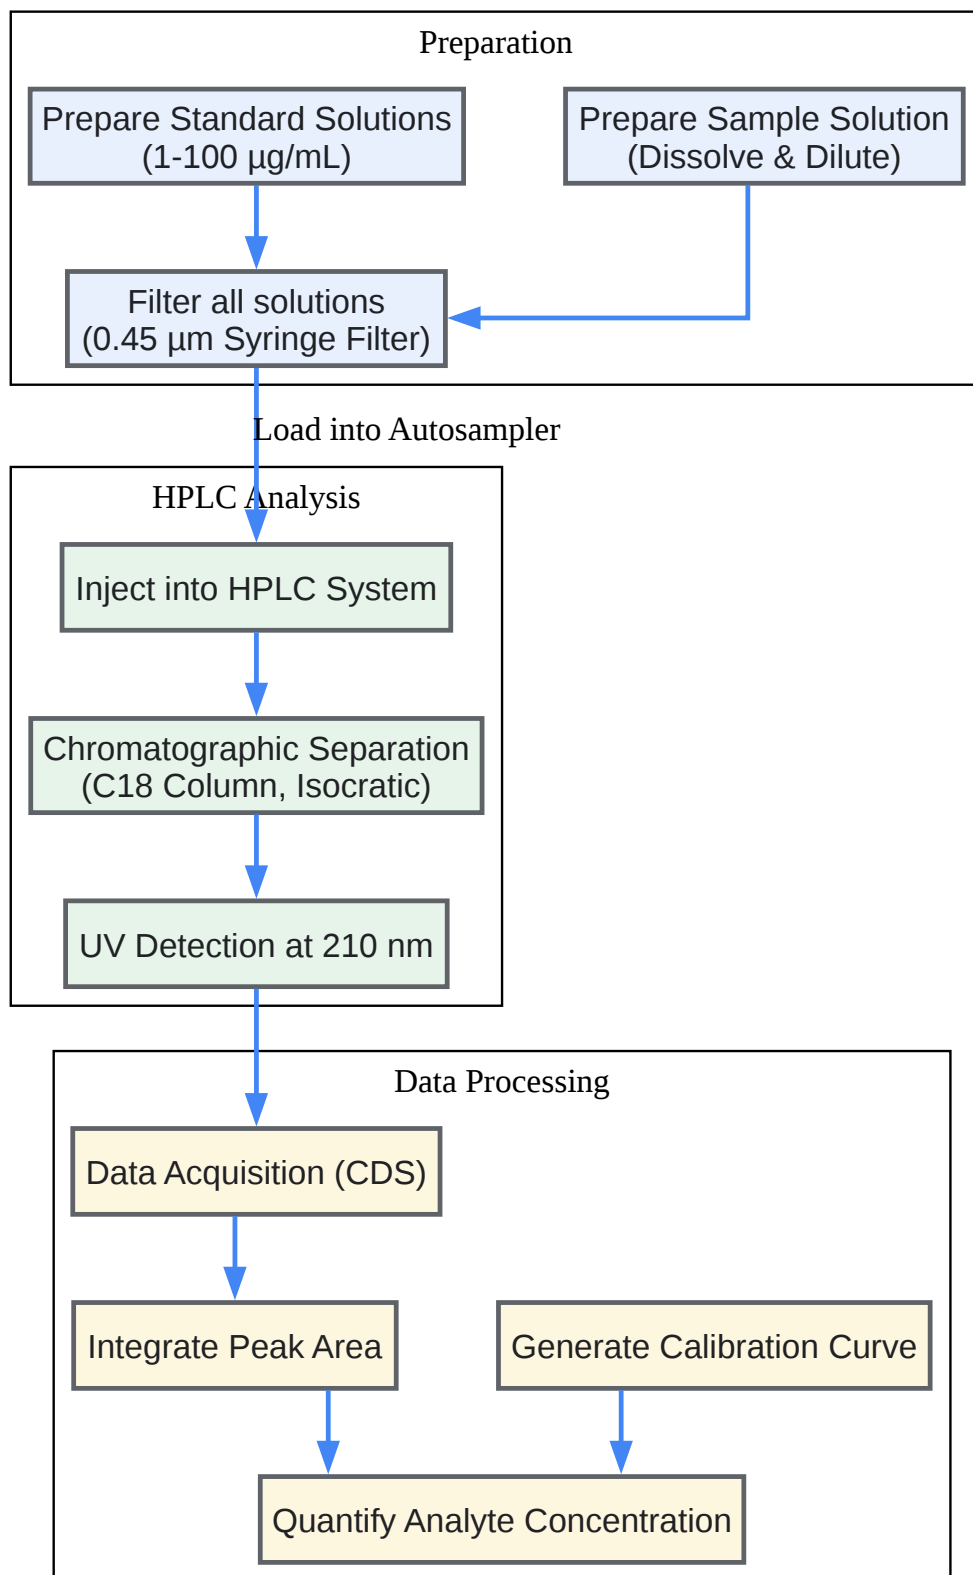 Preparation
Prepare Standard Solutions
(1-100 µg/mL)
Prepare Sample Solution
(Dissolve & Dilute)
Filter all solutions
(0.45 µm Syringe Filter)
Load into Autosampler
HPLC Analysis
Inject into HPLC System
Chromatographic Separation
(C18 Column, Isocratic)
UV Detection at 210 nm
Data Processing
Data Acquisition (CDS)
Integrate Peak Area
Generate Calibration Curve
Quantify Analyte Concentration